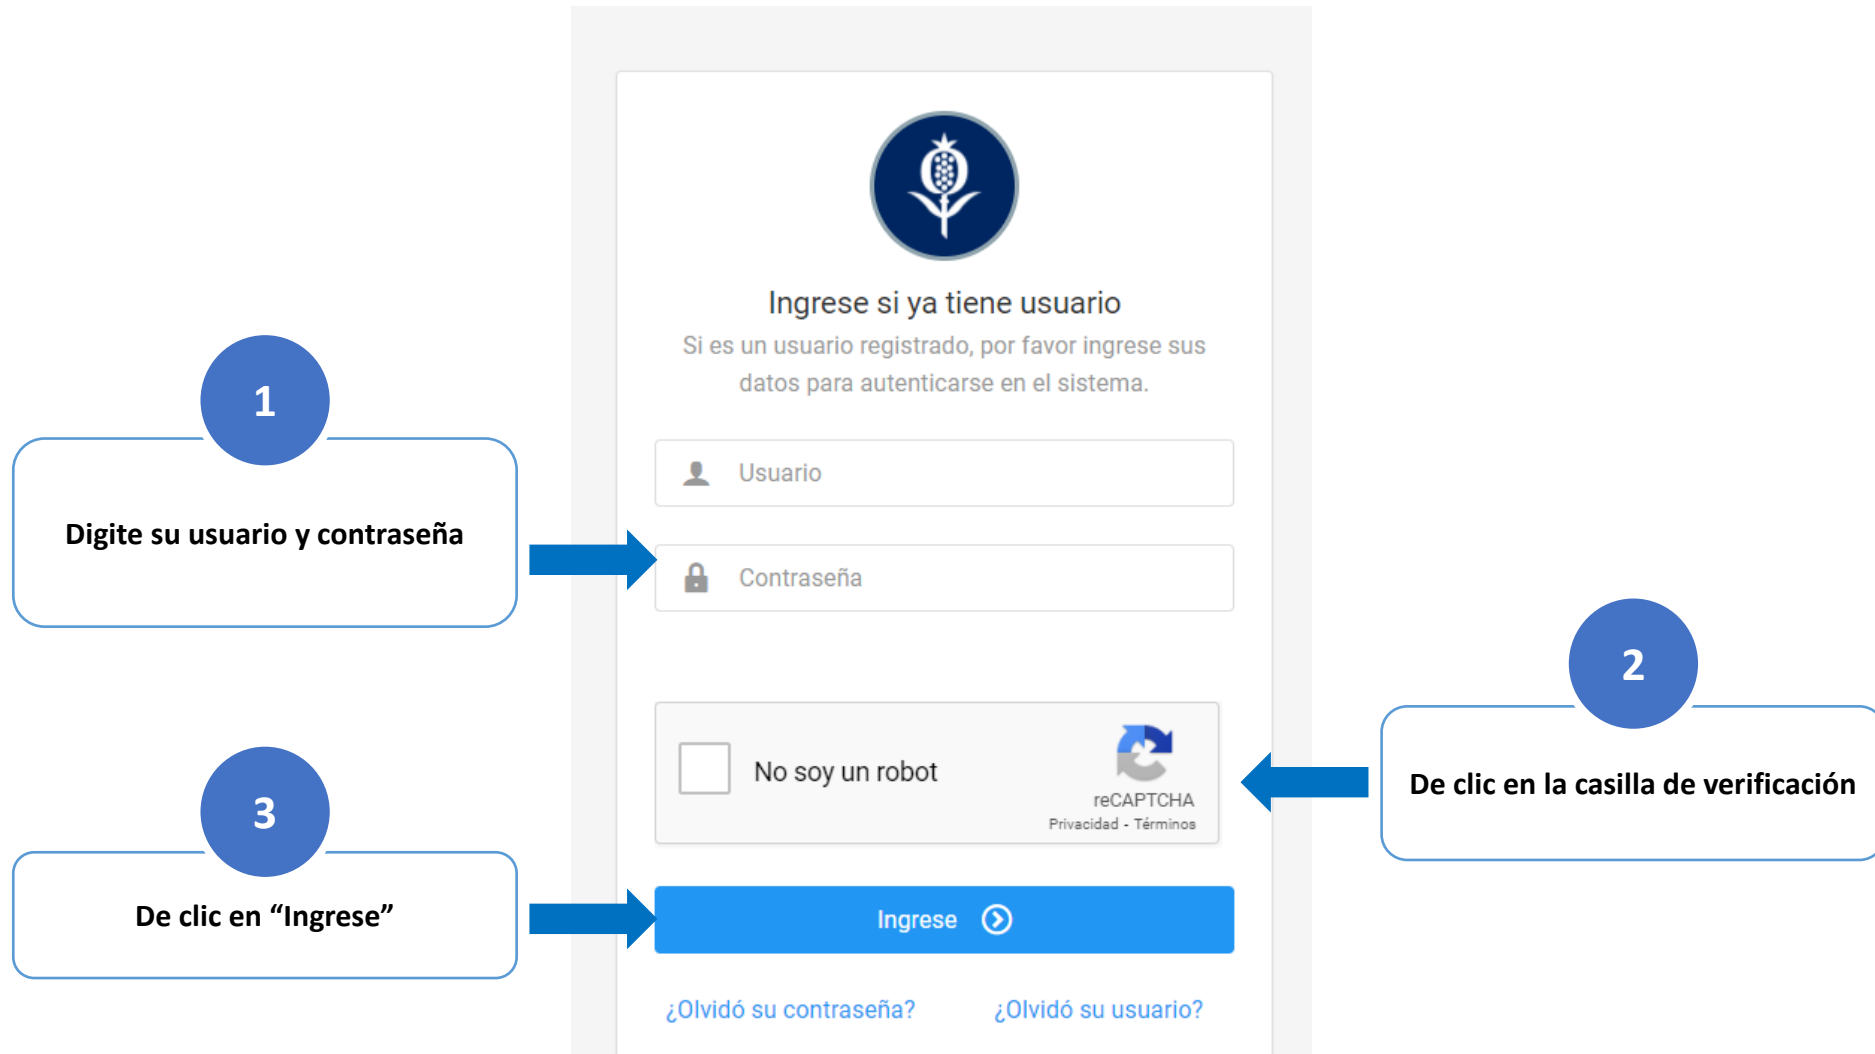 Ingrese si ya tiene usuario
Si es un usuario registrado, por favor ingrese sus
datos para autenticarse en el sistema.
1
Digite su usuario y contraseña
Usuario
Contraseña
2
De clic en la casilla de verificación
No soy un robot
reCAPTCHA
Privacidad - Términos
3
De clic en “Ingrese”
Ingrese
¿Olvidó su contraseña?
¿Olvidó su usuario?